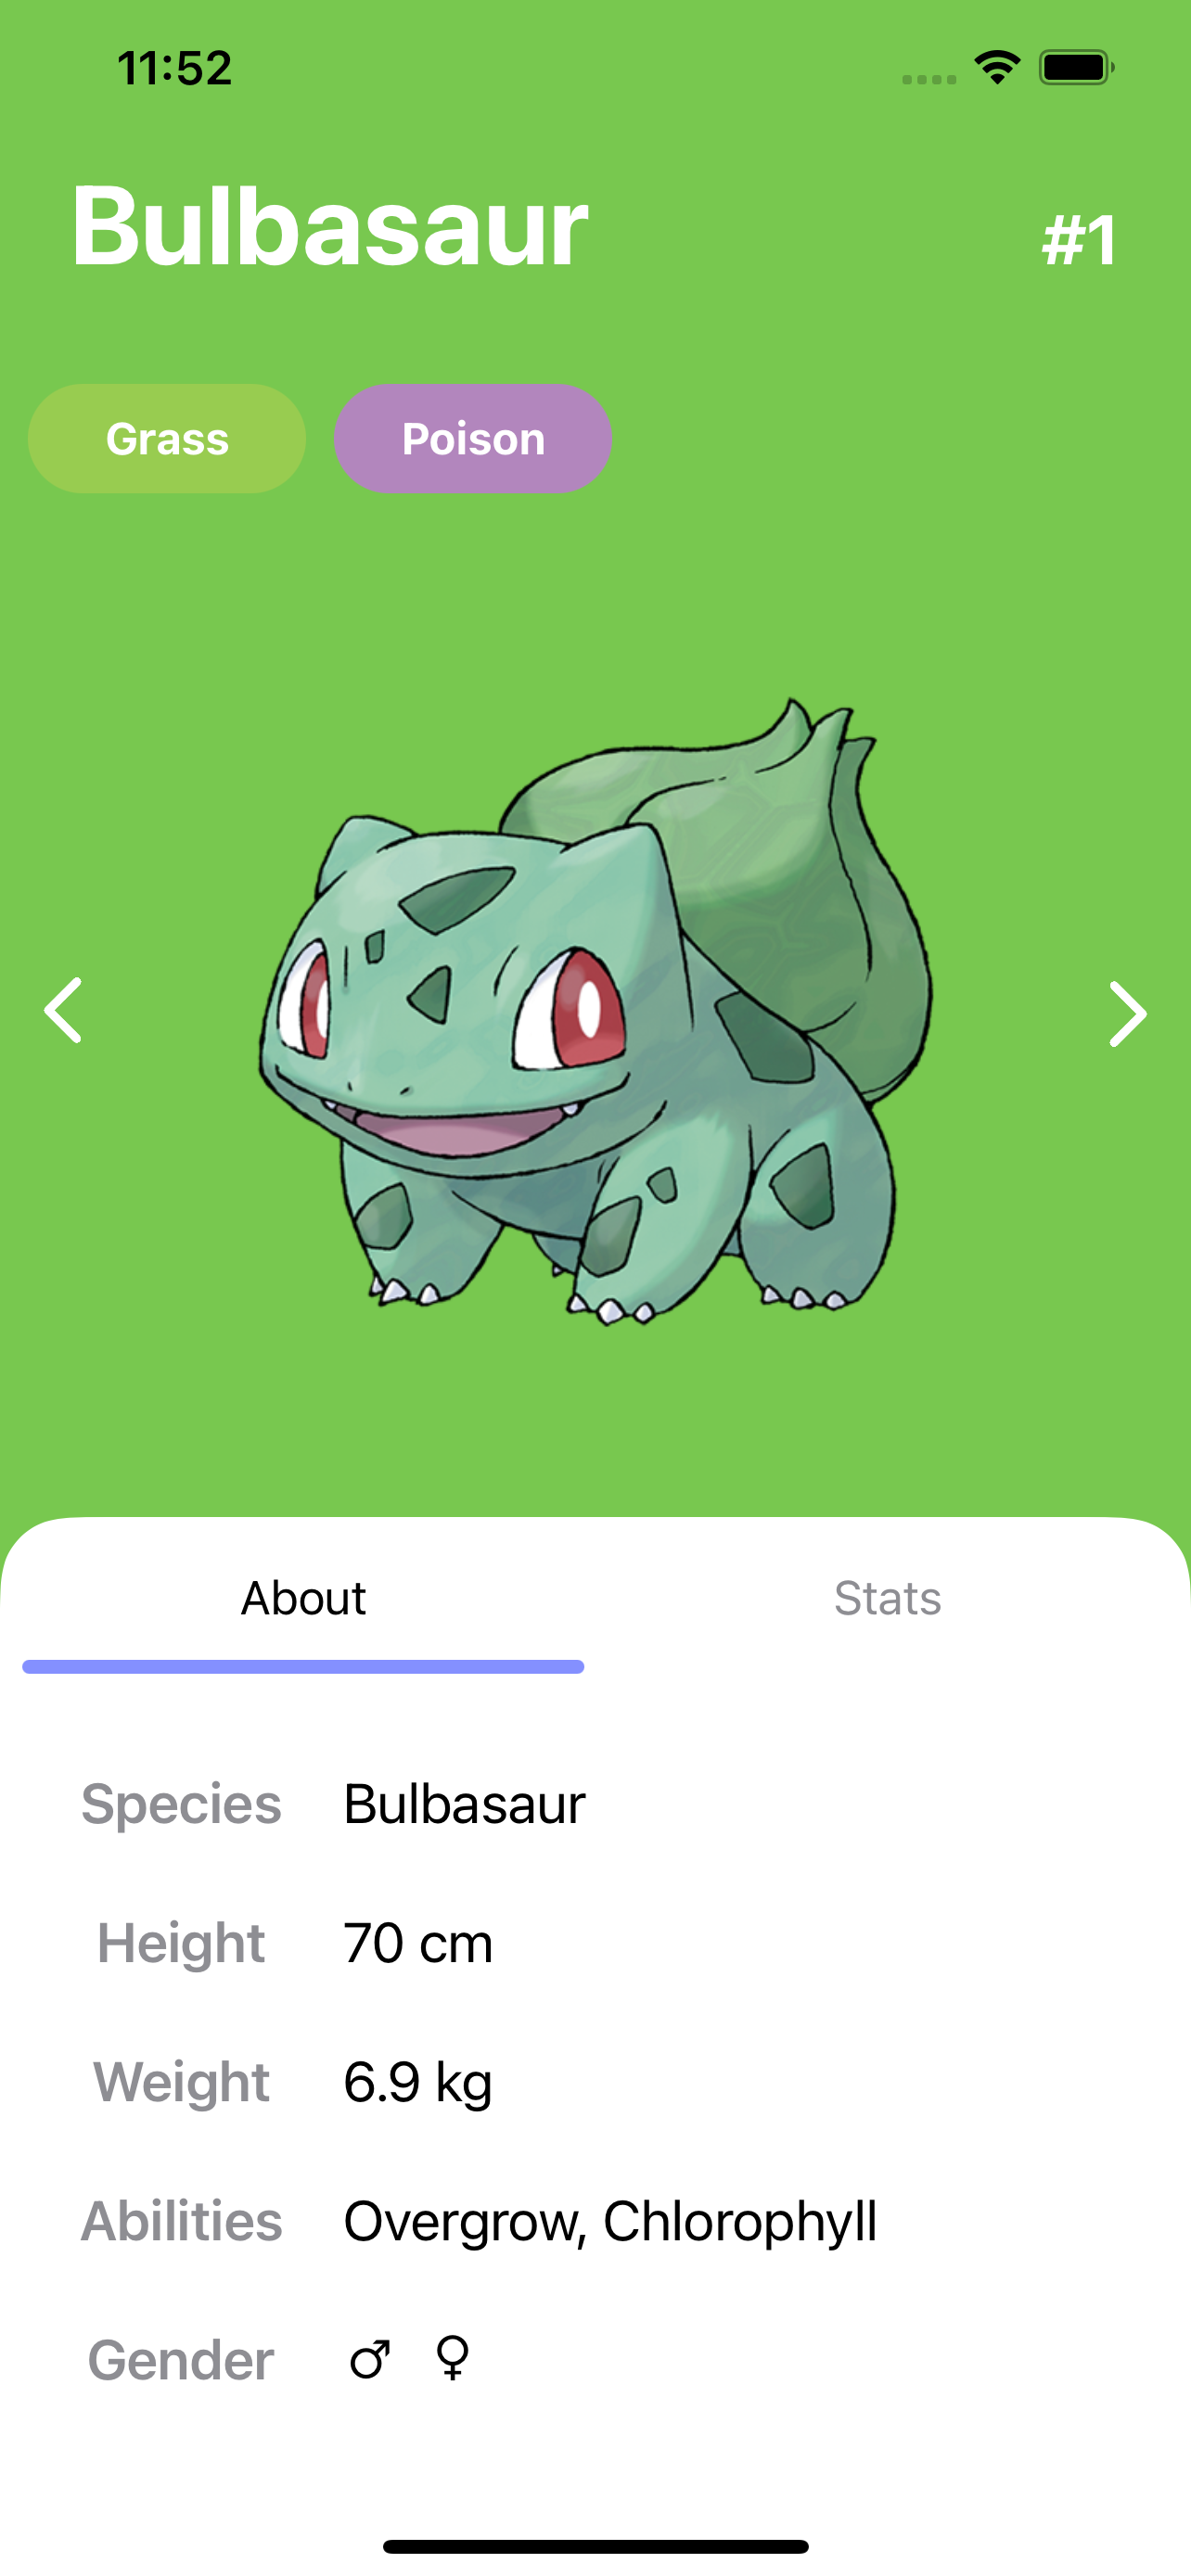 11:52
Bulbasaur #1
Grass Poison
About Stats
Species Bulbasaur
Height 70 cm
Weight 6.9 kg
Abilities Overgrow, Chlorophyll
Gender ♂ ♀